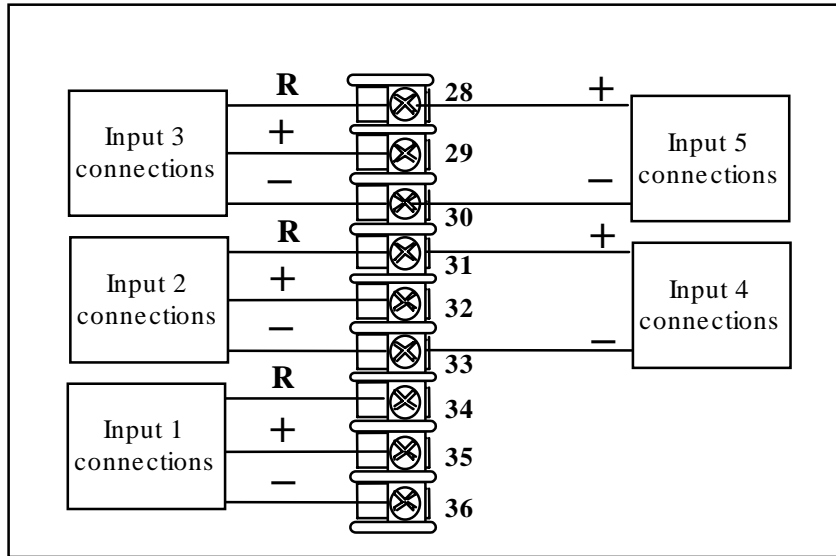 R
+
−
Input 3
connections
28
29
30
+
−
Input 5
connections
R
+
−
Input 2
connections
31
32
33
+
−
Input 4
connections
R
+
−
Input 1
connections
34
35
36